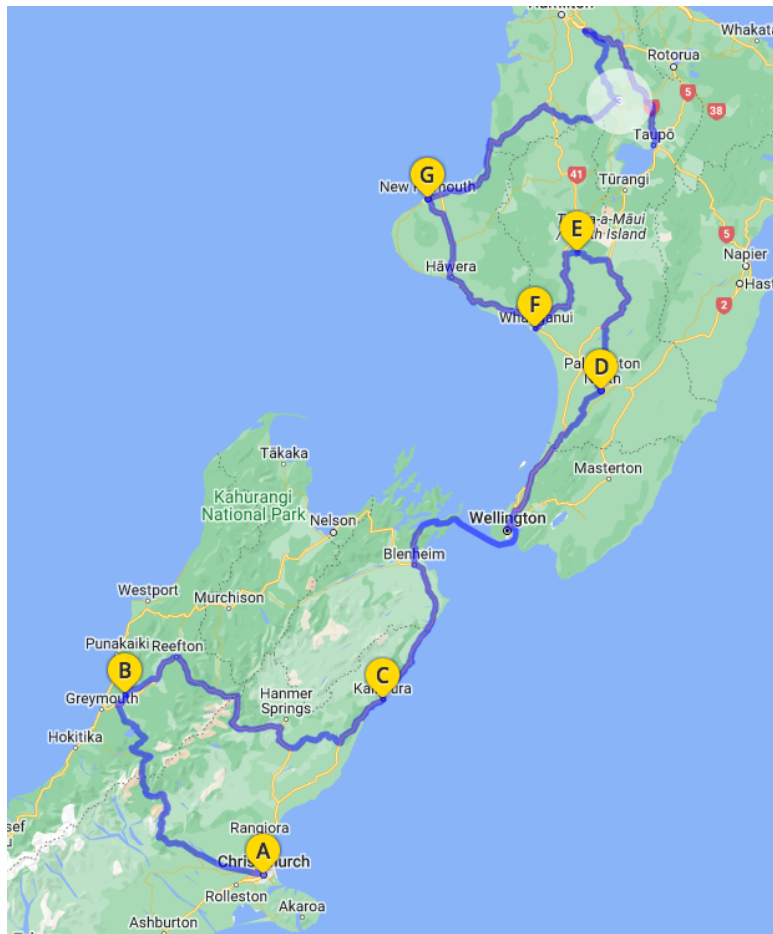 Hamilton
Whakata
Rotorua
5
38
Taupō
G
New Plymouth
41
Tūrangi
E
Te Ika-a-Māui
/ North Island
5
Napier
Hast
Hāwera
2
F
Whanganui
D
Palmerston
North
Tākaka
Kahurangi
National Park
Masterton
Nelson
Wellington
Blenheim
Westport
Murchison
Punakaiki
Reefton
B
C
Greymouth
Kaikōura
Hanmer
Springs
Hokitika
Rangiora
A
Christchurch
Rolleston
Akaroa
Ashburton